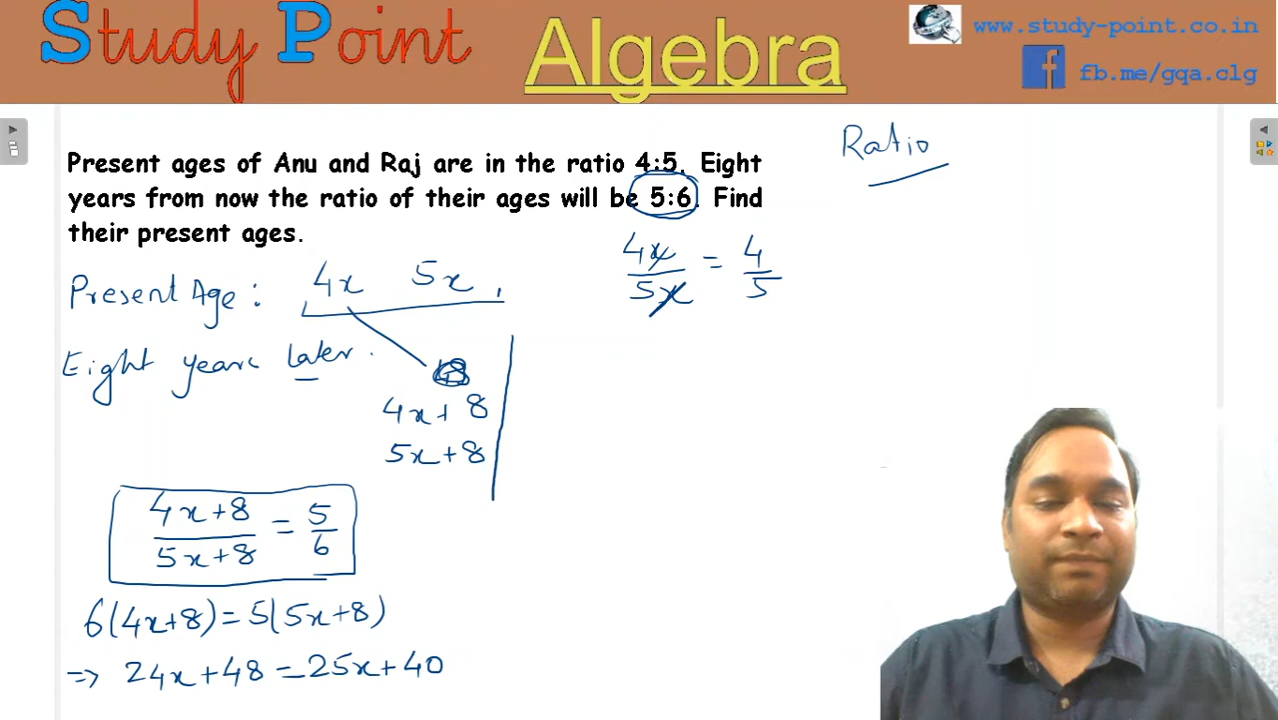 Study Point
Algebra
www.study-point.co.in
fb.me/gqa.clg
Ratio
Present ages of Anu and Raj are in the ratio 4:5. Eight
years from now the ratio of their ages will be 5:6. Find
their present ages.
4x/5x = 4/5
Present Age: 4x 5x,
Eight years later.
4x+8
5x+8
4x+8/5x+8 = 5/6
6(4x+8)=5(5x+8)
=> 24x+48=25x+40